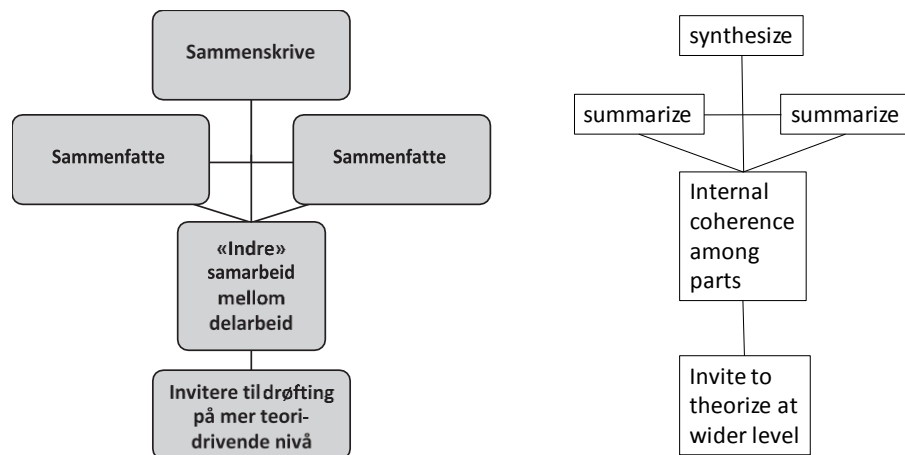 Sammenskrive
Sammenfatte
Sammenfatte
«Indre»
samarbeid
mellom
delarbeid
Invitere til drøfting
på mer teori-
drivende nivå
synthesize
summarize
summarize
Internal
coherence
among
parts
Invite to
theorize at
wider level